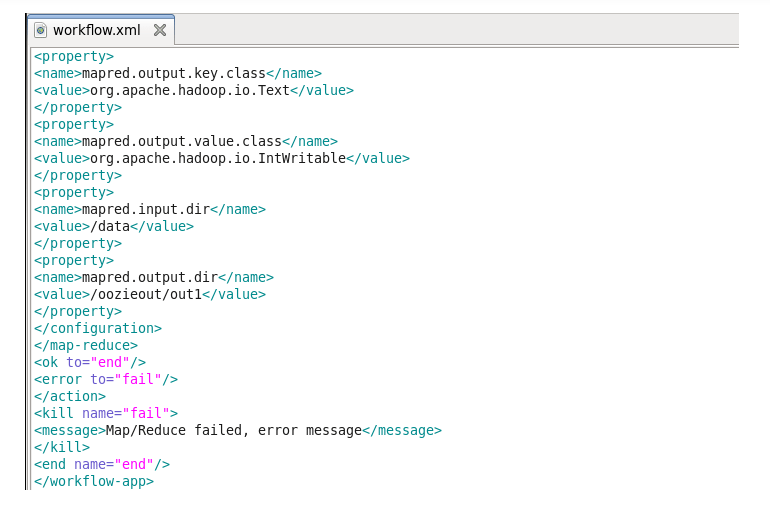 workflow.xml
<property>
<name>mapred.output.key.class</name>
<value>org.apache.hadoop.io.Text</value>
</property>
<property>
<name>mapred.output.value.class</name>
<value>org.apache.hadoop.io.IntWritable</value>
</property>
<property>
<name>mapred.input.dir</name>
<value>/data</value>
</property>
<property>
<name>mapred.output.dir</name>
<value>/oozieout/out1</value>
</property>
</configuration>
</map-reduce>
<ok to="end"/>
<error to="fail"/>
</action>
<kill name="fail">
<message>Map/Reduce failed, error message</message>
</kill>
<end name="end"/>
</workflow-app>